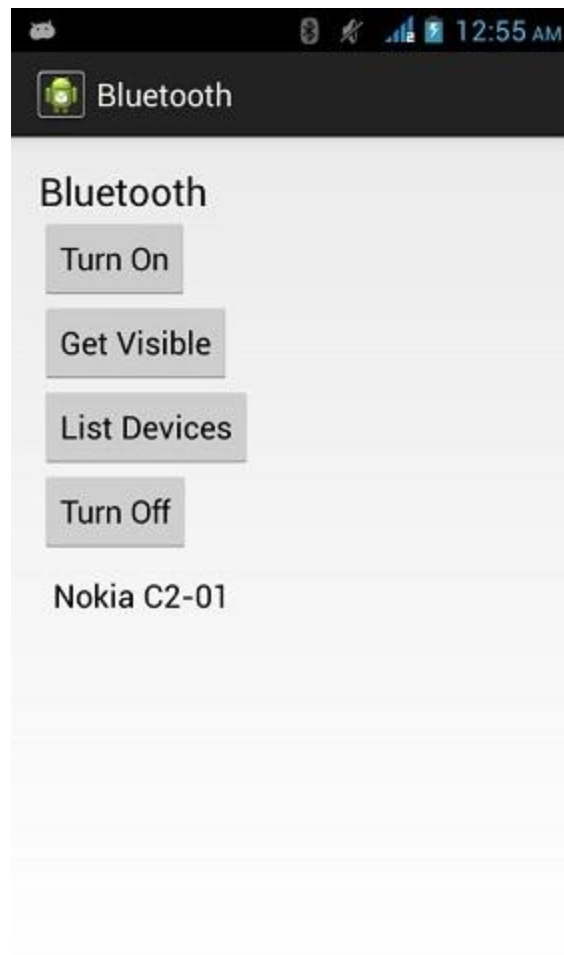 12:55 AM
Bluetooth
Bluetooth
Turn On
Get Visible
List Devices
Turn Off
Nokia C2-01